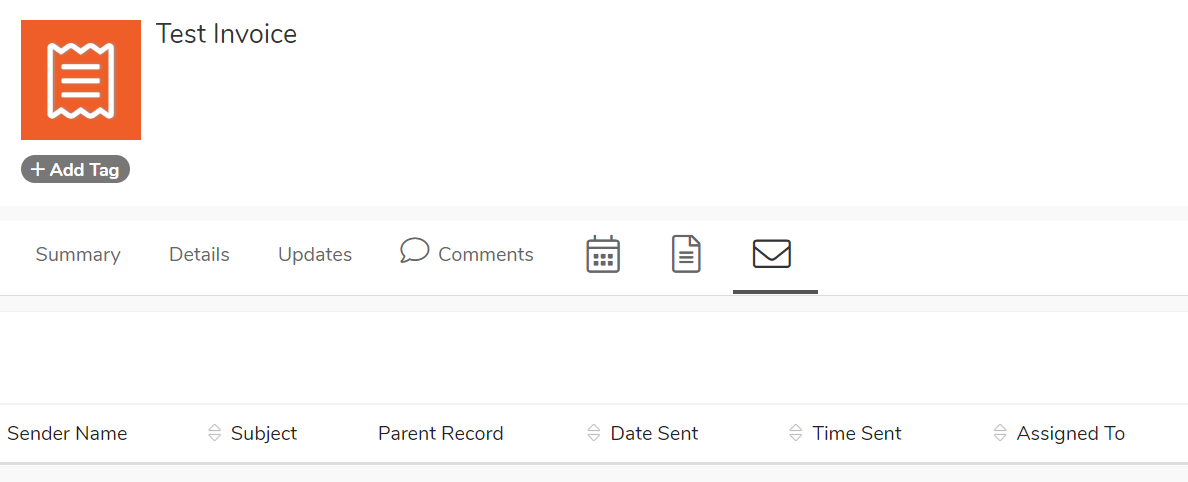 Test Invoice
+ Add Tag
Summary Details Updates Comments
Sender Name Subject Parent Record Date Sent Time Sent Assigned To